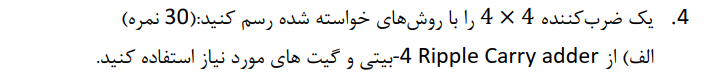 4. یک ضرب‌کننده 4 × 4 را با روش‌های خواسته شده رسم کنید:(30 نمره)
الف) از 4 Ripple Carry adder-بیتی و گیت های مورد نیاز استفاده کنید.